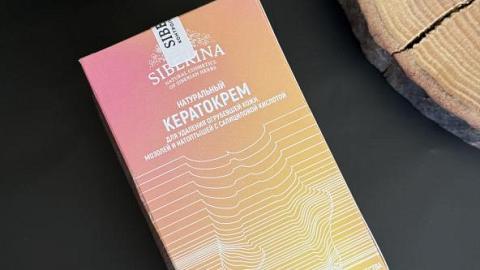 SIBERINA
NATURAL COSMETICS
OF SIBERIAN HERBS
НАТУРАЛЬНЫЙ
КЕРАТОКРЕМ
ДЛЯ УДАЛЕНИЯ ОГРУБЕВШЕЙ КОЖИ,
МОЗОЛЕЙ И НАТОПТЫШЕЙ С САЛИЦИЛОВОЙ КИСЛОТОЙ